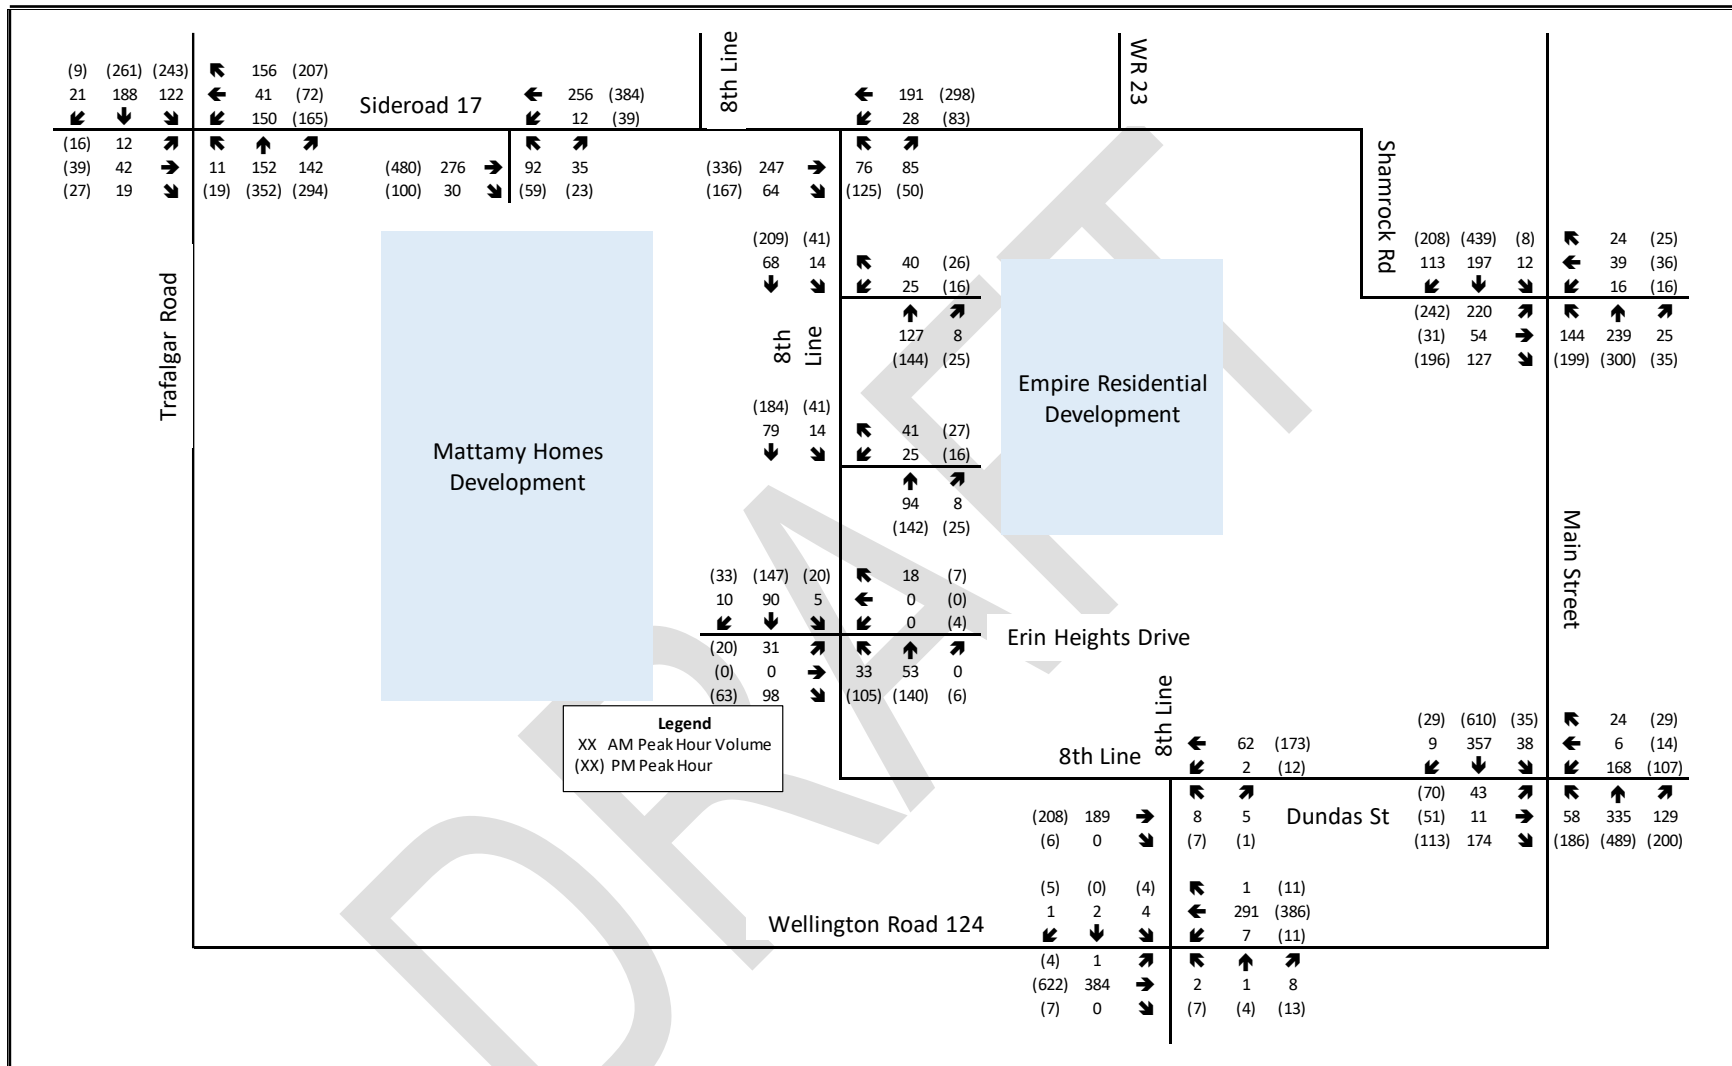 (9) (261) (243) 156 (207)
21 188 122 41 (72)
150 (165)
(16) 12
(39) 42 11 152 142
(27) 19 (19) (352) (294)
Sideroad 17
256 (384)
12 (39)
(480) 276 92 35
(100) 30 (59) (23)
8th Line
191 (298)
28 (83)
(336) 247 76 85
(167) 64 (125) (50)
WR 23
Shamrock Rd
(208) (439) (8) 24 (25)
113 197 12 39 (36)
16 (16)
(242) 220
(31) 54 144 239 25
(196) 127 (199) (300) (35)
Trafalgar Road
(209) (41)
68 14 40 (26)
25 (16)
127 8
(144) (25)
8th
Line
Empire Residential
Development
(184) (41)
79 14 41 (27)
25 (16)
94 8
(142) (25)
Mattamy Homes
Development
Main Street
(33) (147) (20) 18 (7)
10 90 5 0 (0)
0 (4)
(20) 31
(0) 0 33 53 0
(63) 98 (105) (140) (6)
Erin Heights Drive
Legend
XX AM Peak Hour Volume
(XX) PM Peak Hour
8th Line
8th Line
62 (173)
2 (12)
(208) 189 8 5
(6) 0 (7) (1)
Dundas St
(29) (610) (35) 24 (29)
9 357 38 6 (14)
168 (107)
(70) 43
(51) 11 58 335 129
(113) 174 (186) (489) (200)
Wellington Road 124
(5) (0) (4) 1 (11)
1 2 4 291 (386)
7 (11)
(4) 1
(622) 384 2 1 8
(7) 0 (7) (4) (13)
DRAFT